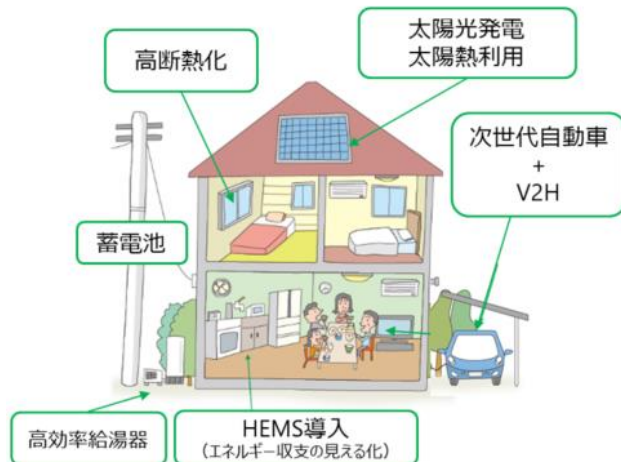 高断熱化
太陽光発電
太陽熱利用
次世代自動車
+
V2H
蓄電池
高効率給湯器
HEMS導入
（エネルギー収支の見える化）